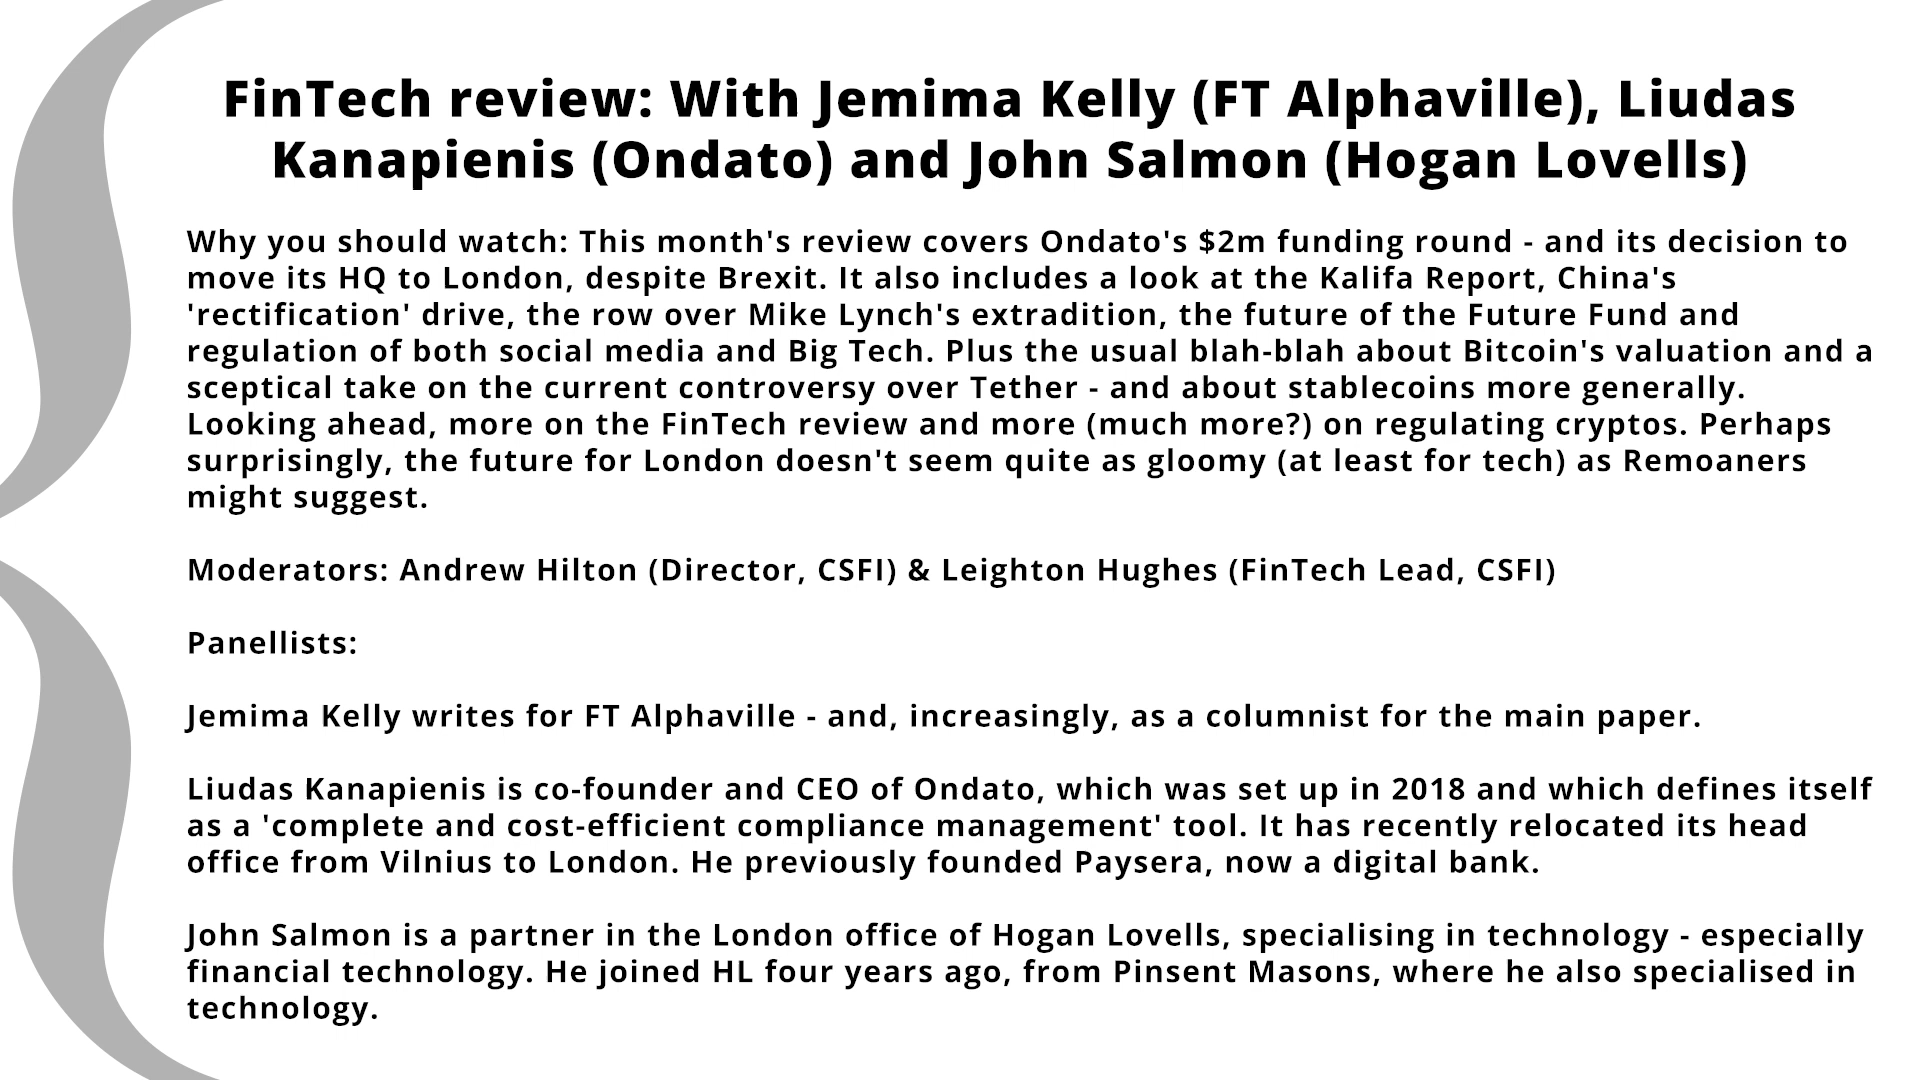 FinTech review: With Jemima Kelly (FT Alphaville), Liudas
Kanapienis (Ondato) and John Salmon (Hogan Lovells)
Why you should watch: This month's review covers Ondato's $2m funding round - and its decision to
move its HQ to London, despite Brexit. It also includes a look at the Kalifa Report, China's
'rectification' drive, the row over Mike Lynch's extradition, the future of the Future Fund and
regulation of both social media and Big Tech. Plus the usual blah-blah about Bitcoin's valuation and a
sceptical take on the current controversy over Tether - and about stablecoins more generally.
Looking ahead, more on the FinTech review and more (much more?) on regulating cryptos. Perhaps
surprisingly, the future for London doesn't seem quite as gloomy (at least for tech) as Remoaners
might suggest.
Moderators: Andrew Hilton (Director, CSFI) & Leighton Hughes (FinTech Lead, CSFI)
Panellists:
Jemima Kelly writes for FT Alphaville - and, increasingly, as a columnist for the main paper.
Liudas Kanapienis is co-founder and CEO of Ondato, which was set up in 2018 and which defines itself
as a 'complete and cost-efficient compliance management' tool. It has recently relocated its head
office from Vilnius to London. He previously founded Paysera, now a digital bank.
John Salmon is a partner in the London office of Hogan Lovells, specialising in technology - especially
financial technology. He joined HL four years ago, from Pinsent Masons, where he also specialised in
technology.